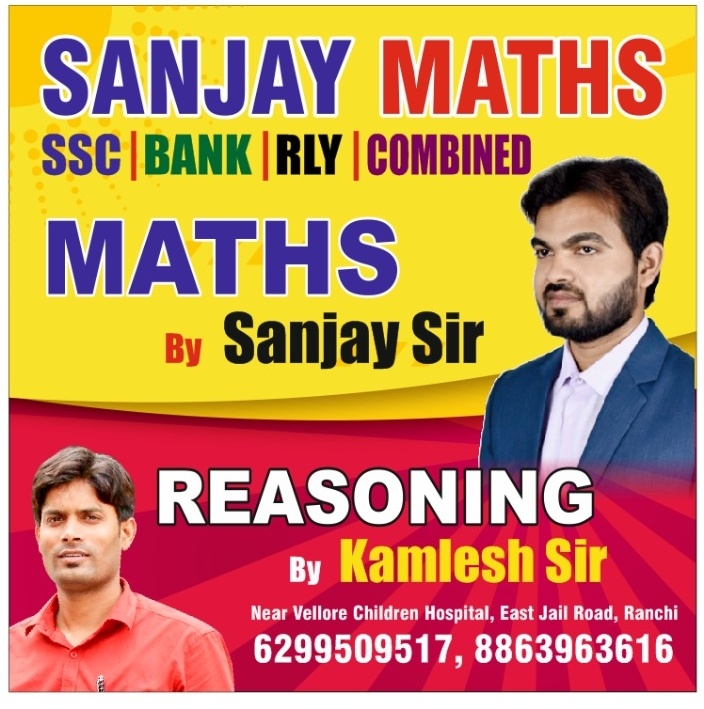 SANJAY MATHS
SSC | BANK | RLY | COMBINED
MATHS
By Sanjay Sir
REASONING
By Kamlesh Sir
Near Vellore Children Hospital, East Jail Road, Ranchi
6299509517, 8863963616